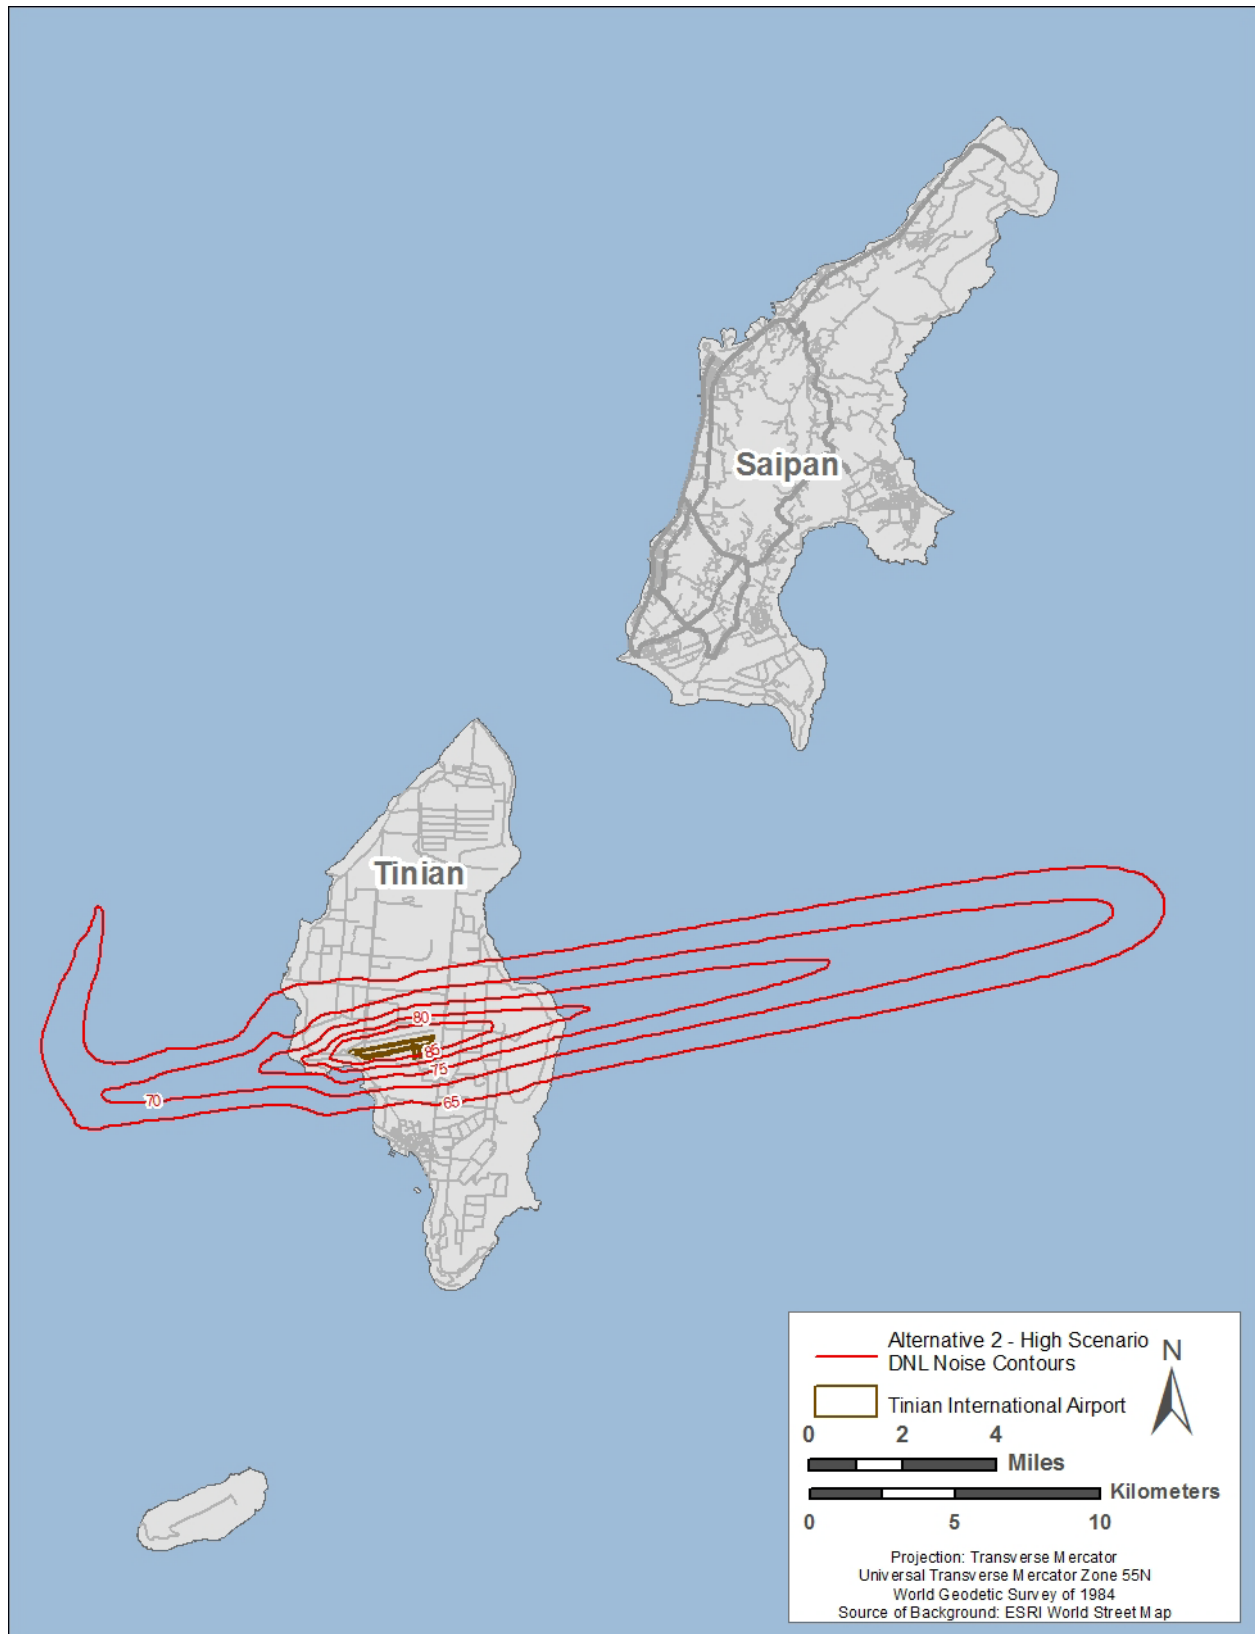 Saipan
Tinian
80
85
75
70
65
Alternative 2 - High Scenario
DNL Noise Contours
N
Tinian International Airport
0 2 4
Miles
Kilometers
0 5 10
Projection: Transverse Mercator
Universal Transverse Mercator Zone 55N
World Geodetic Survey of 1984
Source of Background: ESRI World Street Map